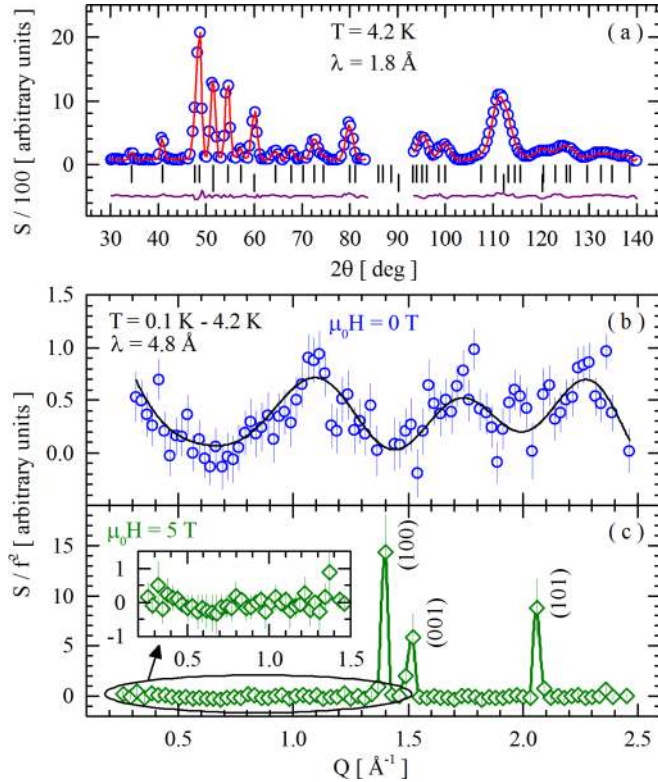 ( a )
T = 4.2 K
λ = 1.8 Å
20
10
0
S / 100 [ arbitrary units ]
30 40 50 60 70 80 90 100 110 120 130 140
2θ [ deg ]
1.5
1.0
0.5
0.0
T = 0.1 K - 4.2 K
λ = 4.8 Å
μ₀H = 0 T
( b )
S / f² [ arbitrary units ]
μ₀H = 5 T
( c )
15
10
5
0
1
0
-1
0.5 1.0 1.5
(100)
(001)
(101)
0.5 1.0 1.5 2.0 2.5
Q [ Å⁻¹ ]